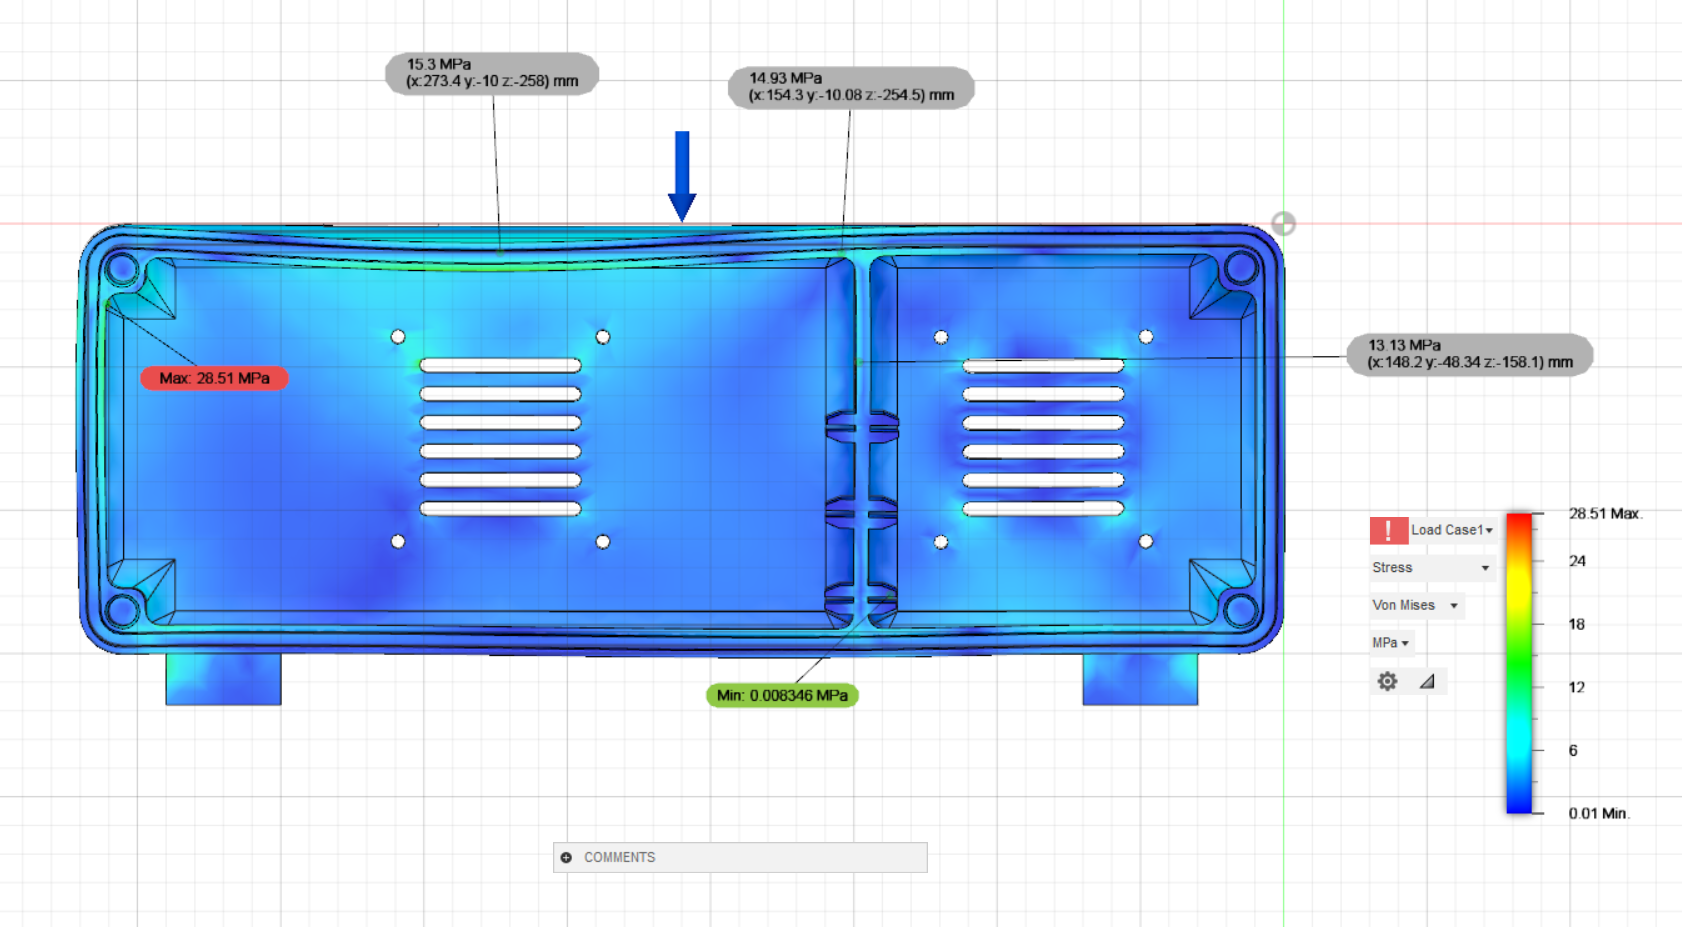 15.3 MPa
(x:273.4 y:-10 z:-258) mm
14.93 MPa
(x:154.3 y:-10.08 z:-254.5) mm
13.13 MPa
(x:148.2 y:-48.34 z:-158.1) mm
Max: 28.51 MPa
Min: 0.008346 MPa
! Load Case1
Stress
Von Mises
MPa
28.51 Max.
24
18
12
6
0.01 Min.
COMMENTS